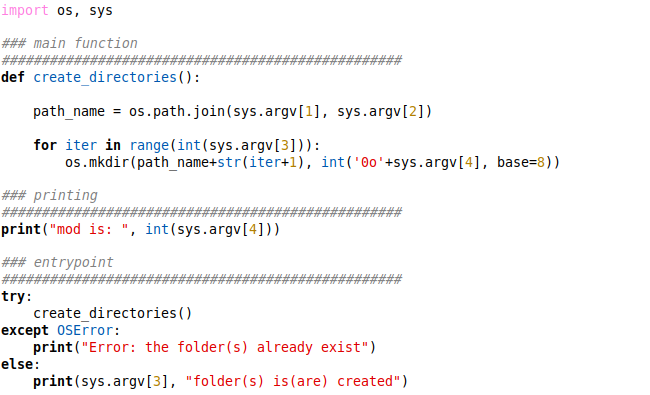 import os, sys
### main function
##################################################
def create_directories():
path_name = os.path.join(sys.argv[1], sys.argv[2])
for iter in range(int(sys.argv[3])):
os.mkdir(path_name+str(iter+1), int('0o'+sys.argv[4], base=8))
### printing
##################################################
print("mod is: ", int(sys.argv[4]))
### entrypoint
##################################################
try:
create_directories()
except OSError:
print("Error: the folder(s) already exist")
else:
print(sys.argv[3], "folder(s) is(are) created")